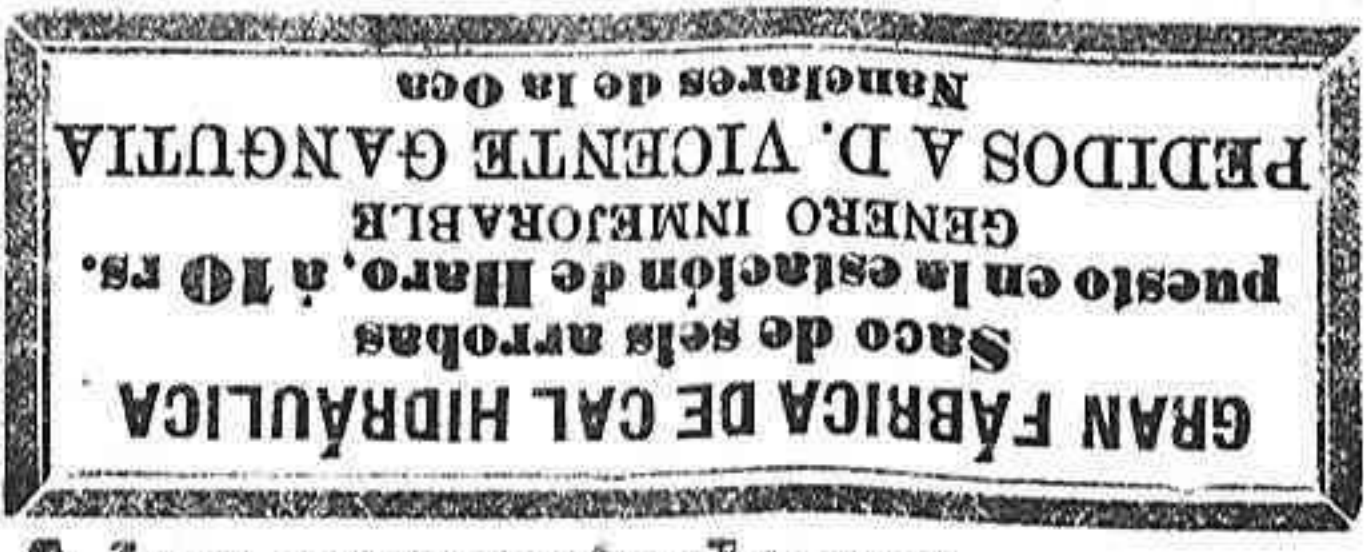 GRAN FÁBRICA DE CAL HIDRÁULICA
Saco de seis arrobas
puesto en la estación de Haro, á 10 rs.
GENERO INMEJORABLE
PEDIDOS A D. VICENTE GANGUTIA
Nanclares de la Oca